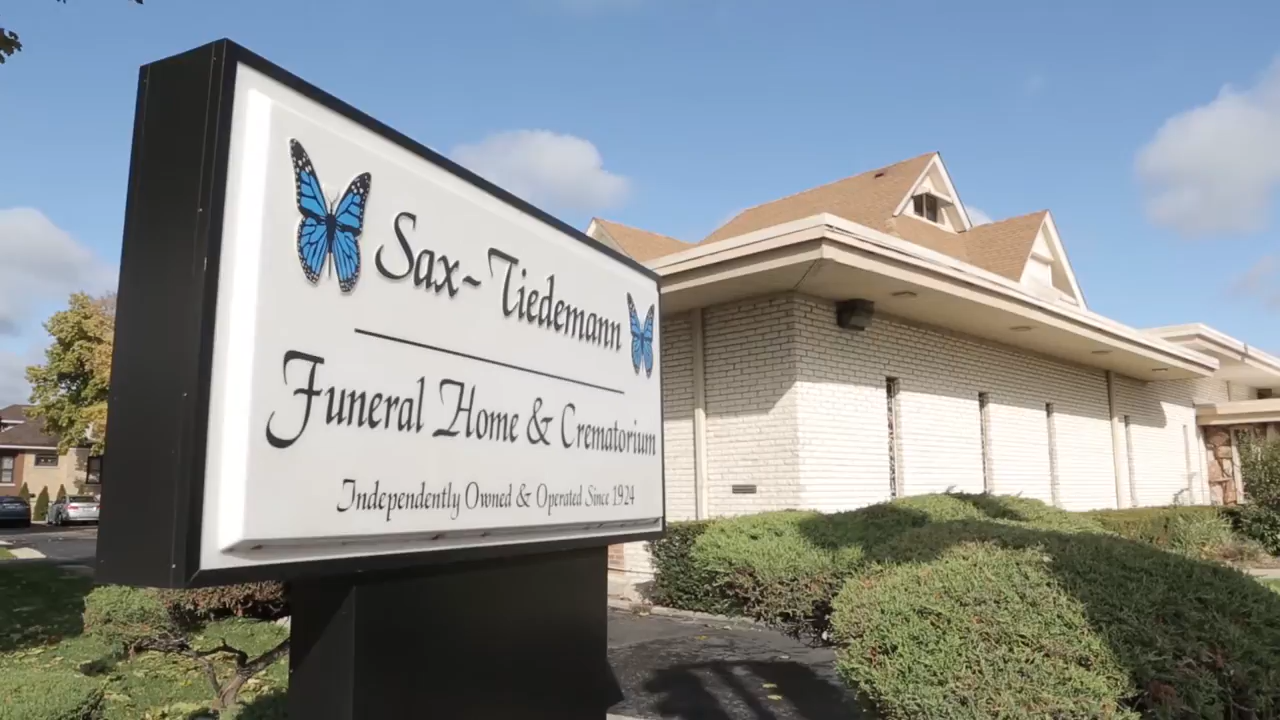 Sax-Tiedemann
Funeral Home & Crematorium
Independently Owned & Operated Since 1924